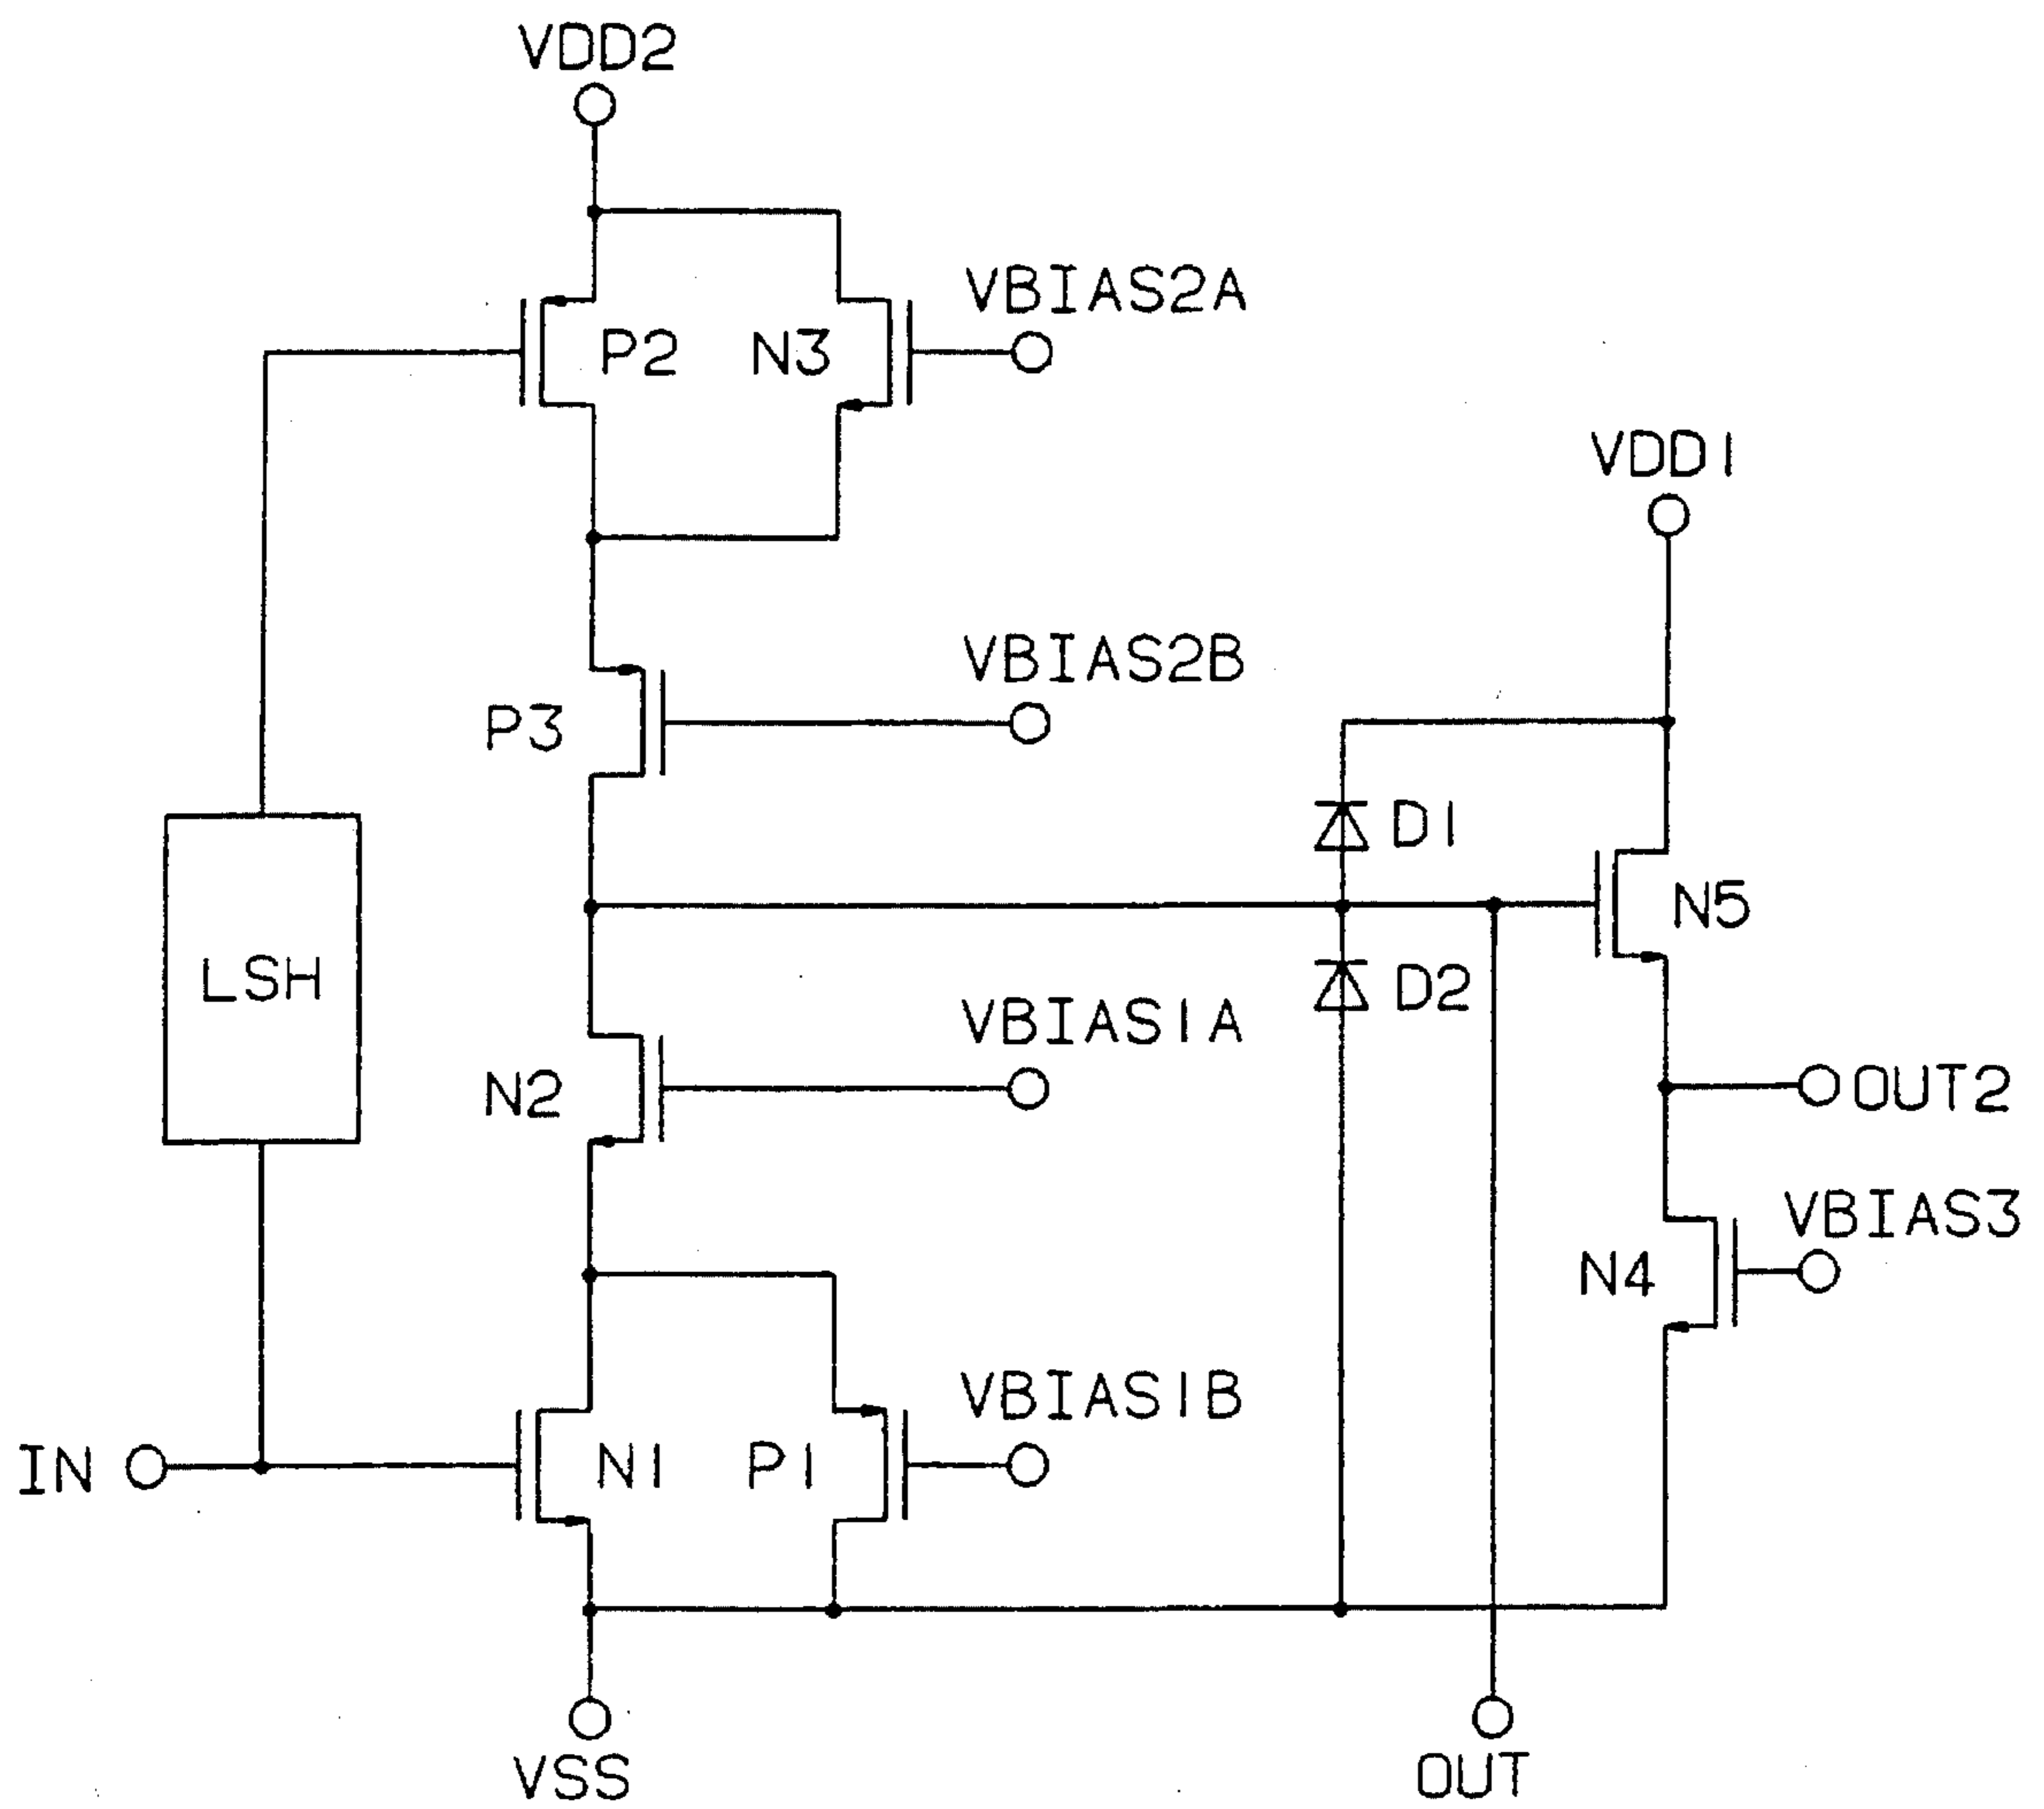 VDD2
VBIAS2A
P2
N3
VDD1
VBIAS2B
P3
D1
N5
LSH
D2
VBIAS1A
N2
OUT2
VBIAS3
N4
VBIAS1B
IN
N1
P1
VSS
OUT